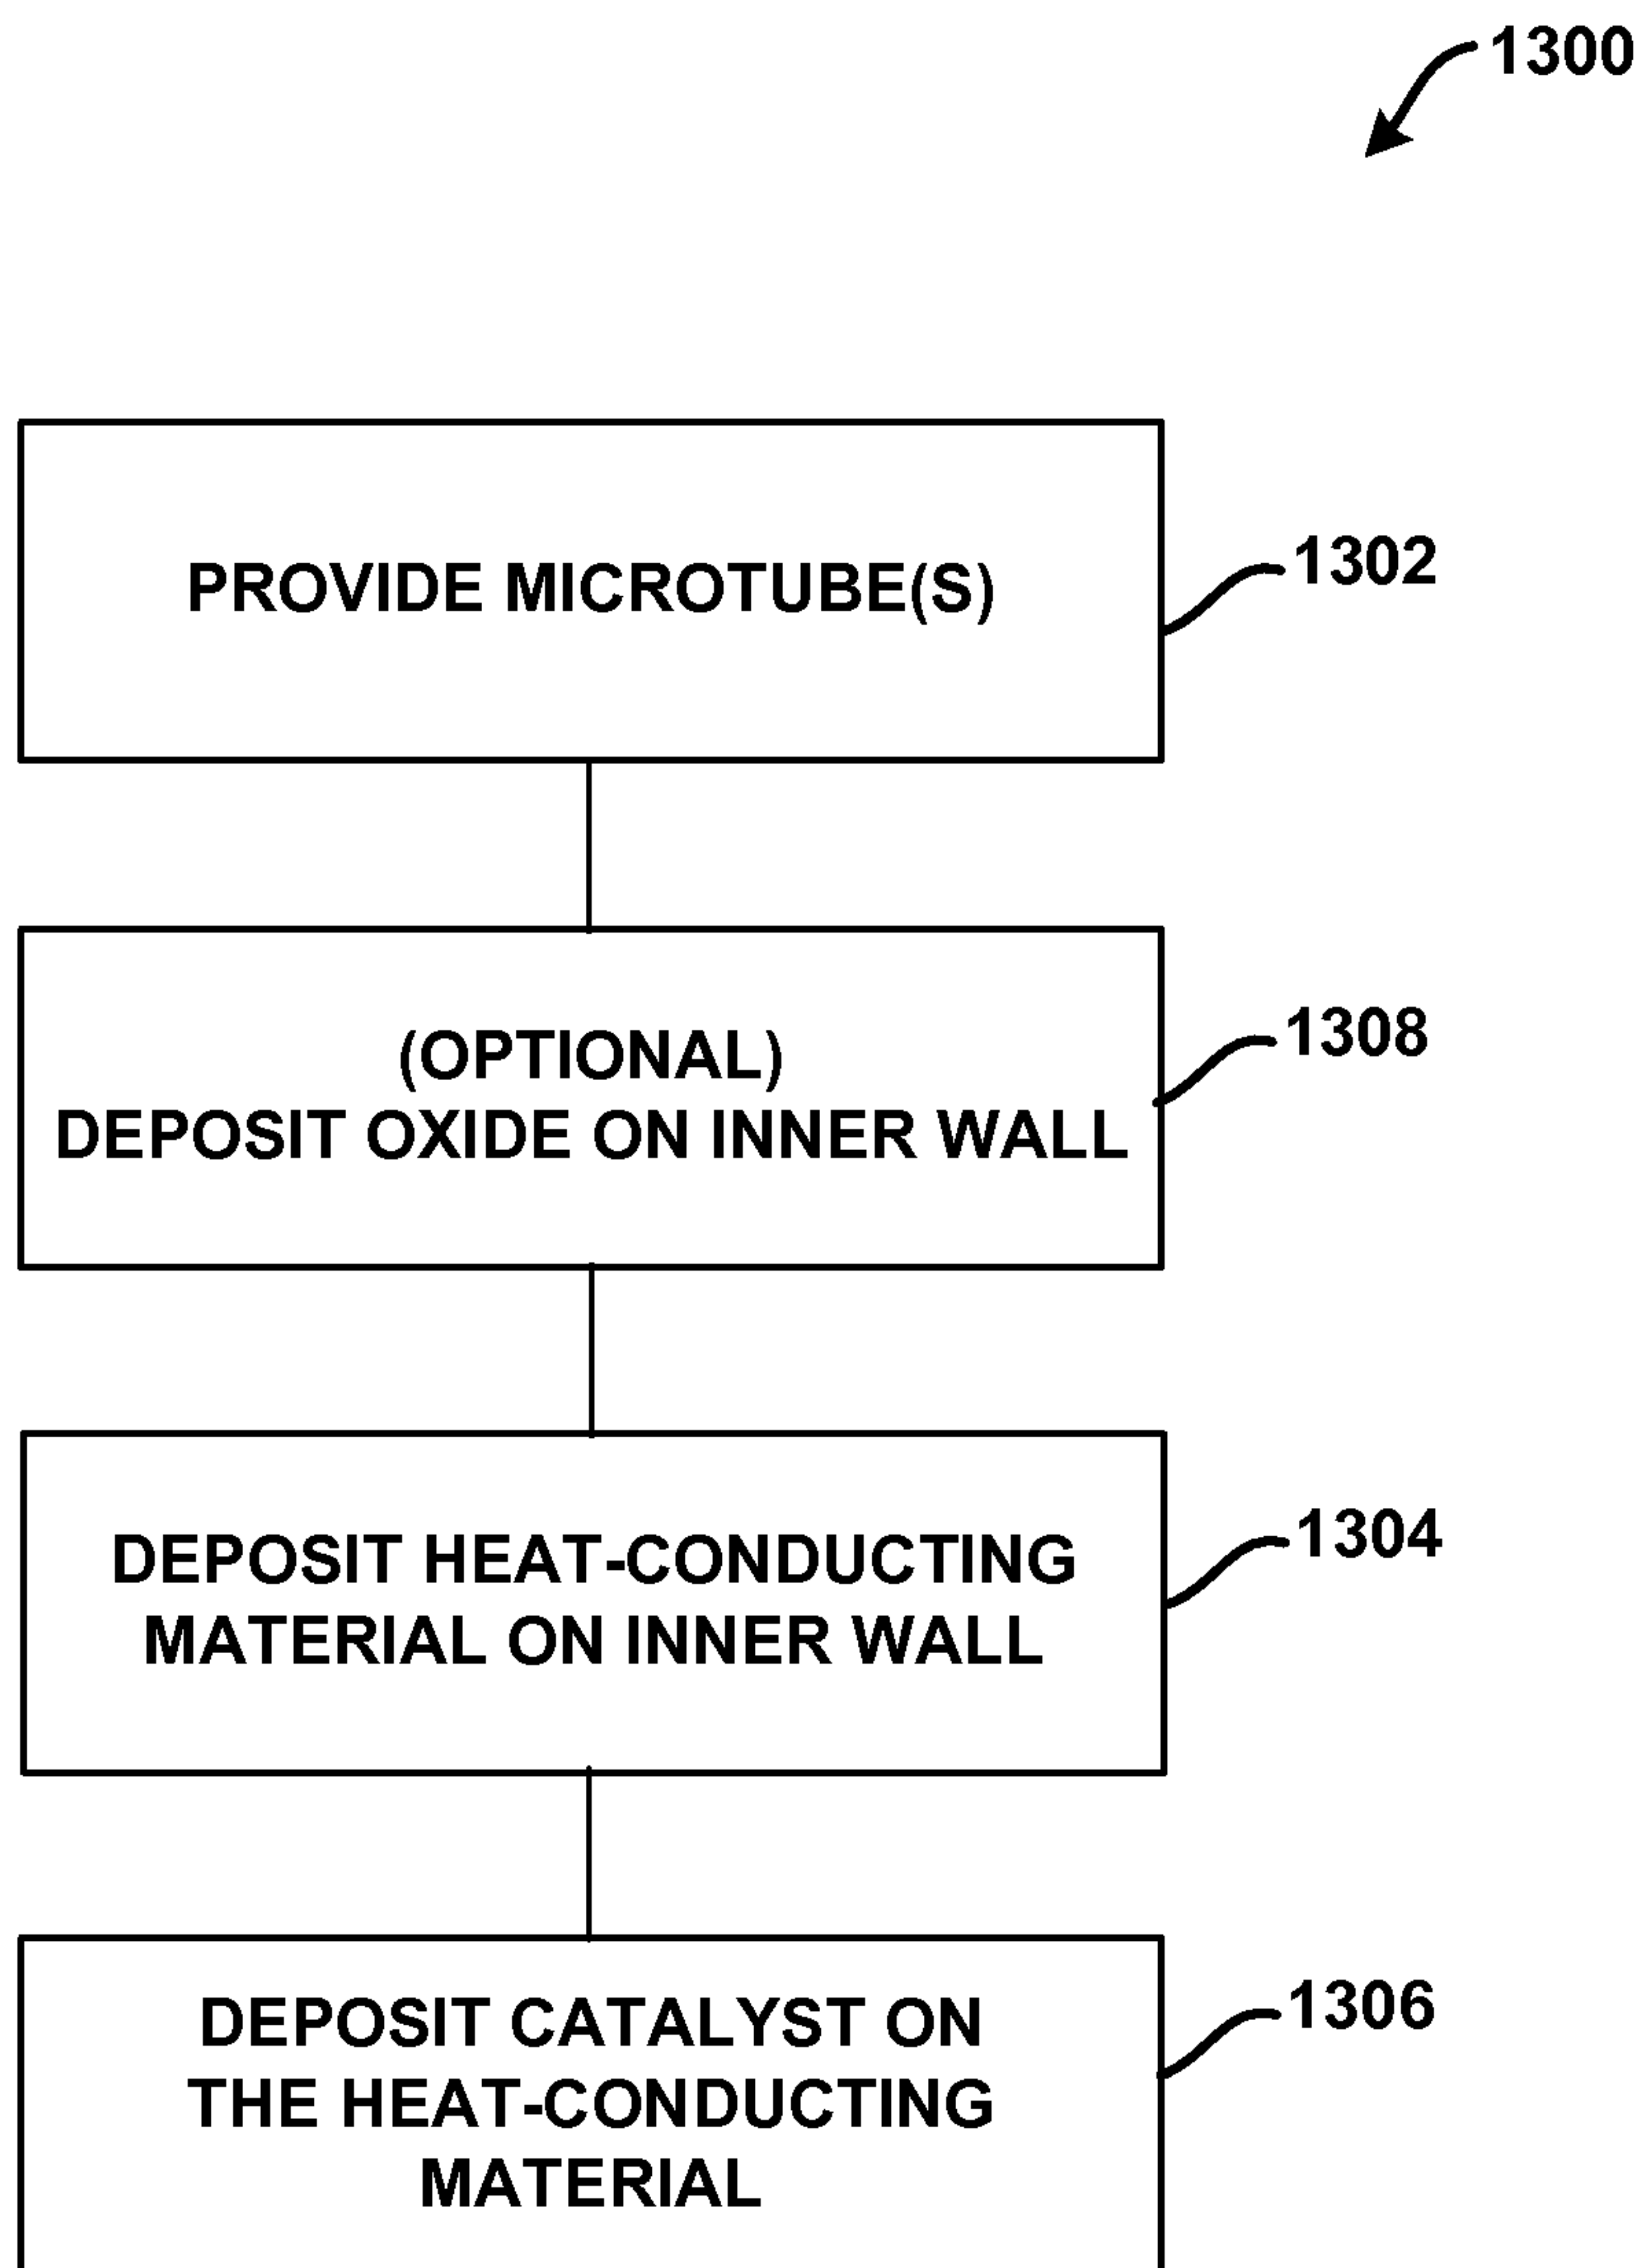 1300
PROVIDE MICROTUBE(S)
1302
(OPTIONAL)
DEPOSIT OXIDE ON INNER WALL
1308
DEPOSIT HEAT-CONDUCTING
MATERIAL ON INNER WALL
1304
DEPOSIT CATALYST ON
THE HEAT-CONDUCTING
MATERIAL
1306